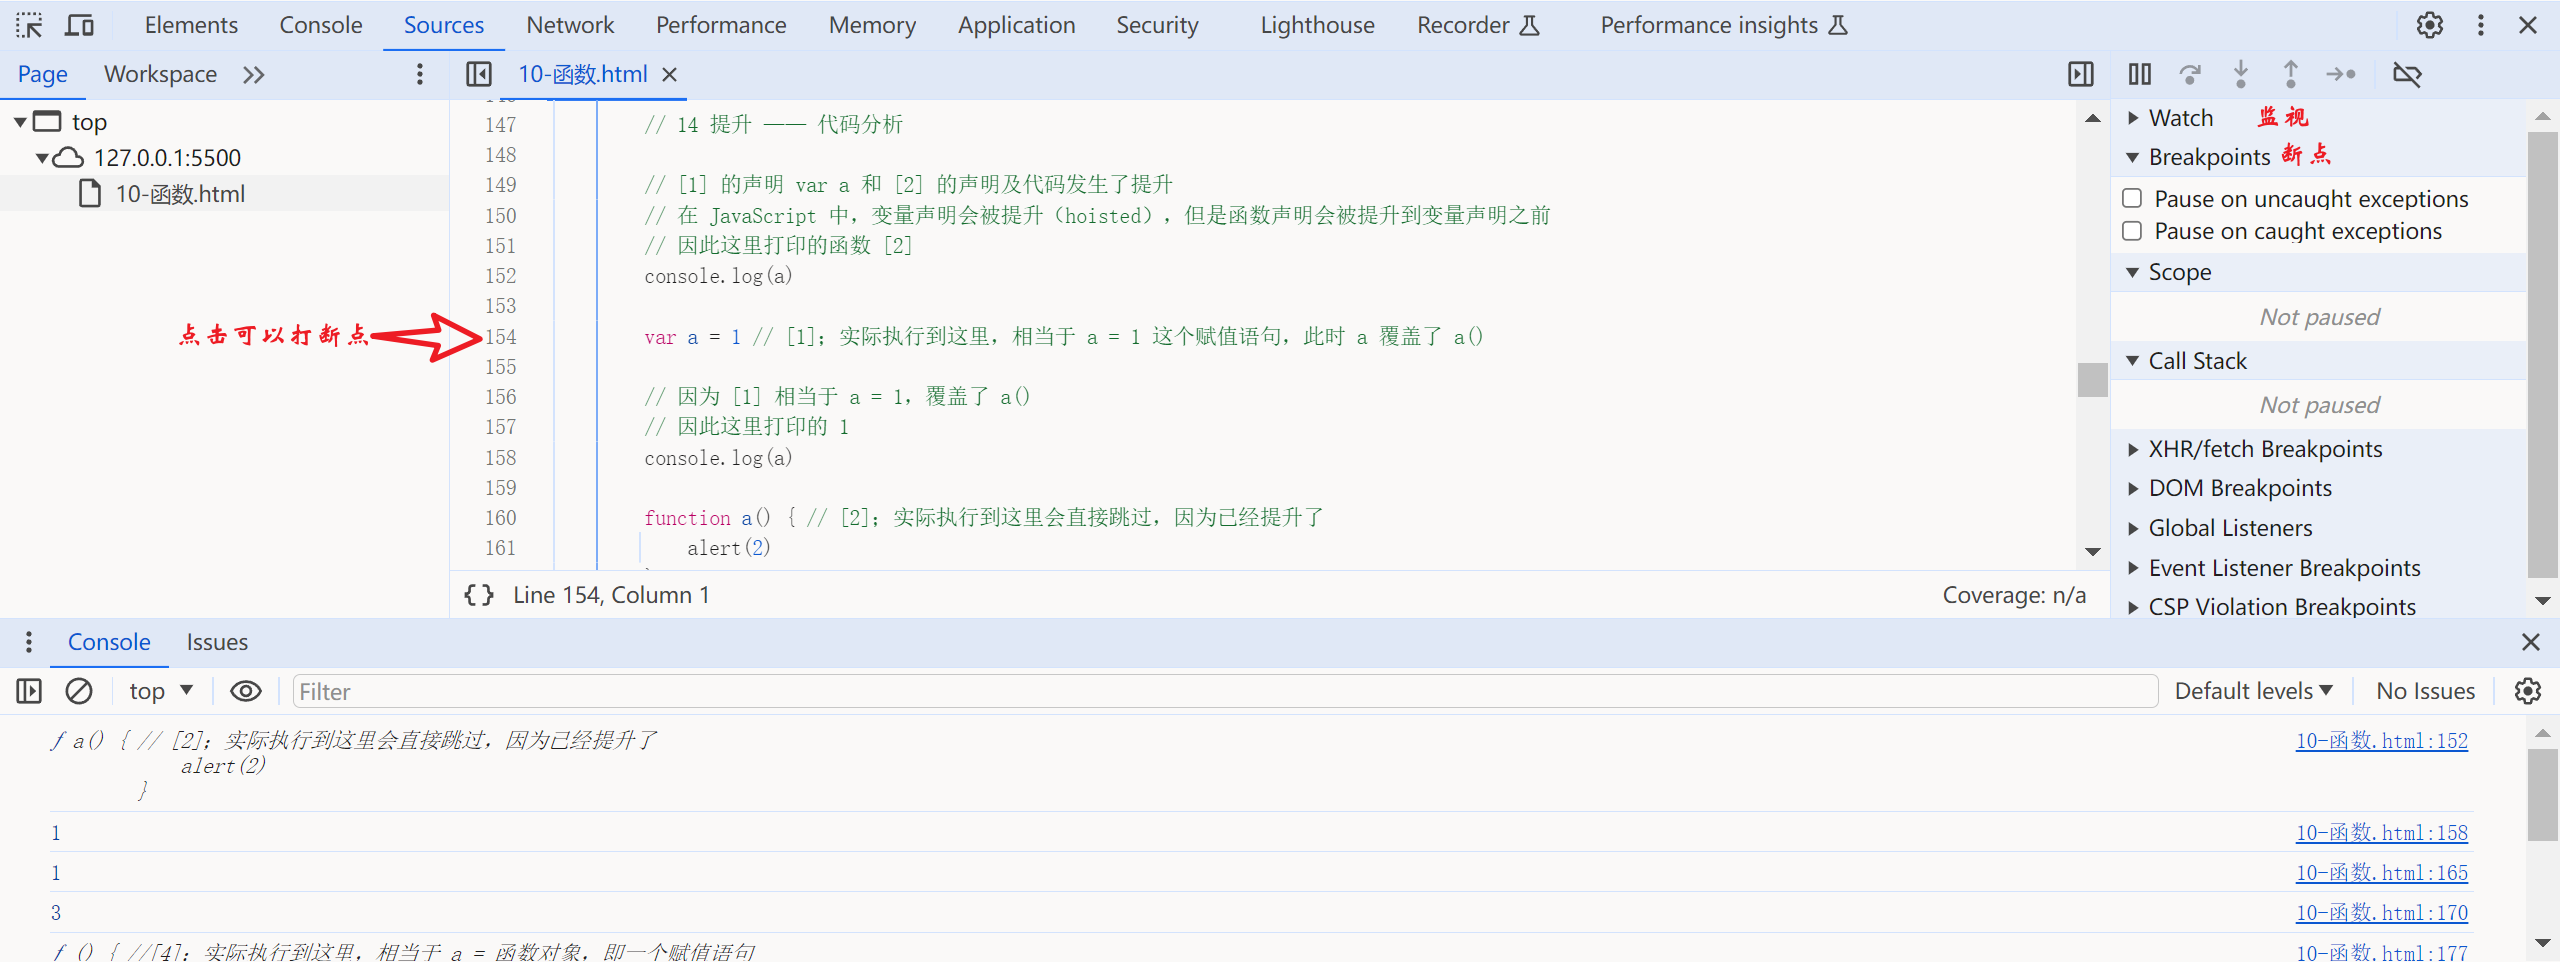 Elements Console Sources Network Performance Memory Application Security Lighthouse Recorder Performance insights
Page Workspace
10-函数.html
top
127.0.0.1:5500
10-函数.html
点击可以打断点
147 // 14 提升 —— 代码分析
148
149 // [1] 的声明 var a 和 [2] 的声明及代码发生了提升
150 // 在 JavaScript 中，变量声明会被提升（hoisted），但是函数声明会被提升到变量声明之前
151 // 因此这里打印的函数 [2]
152 console.log(a)
153
154 var a = 1 // [1]；实际执行到这里，相当于 a = 1 这个赋值语句，此时 a 覆盖了 a()
155
156 // 因为 [1] 相当于 a = 1，覆盖了 a()
157 // 因此这里打印的 1
158 console.log(a)
159
160 function a() { // [2]；实际执行到这里会直接跳过，因为已经提升了
161 alert(2)
{} Line 154, Column 1 Coverage: n/a
Watch 监视
Breakpoints 断点
Pause on uncaught exceptions
Pause on caught exceptions
Scope
Not paused
Call Stack
Not paused
XHR/fetch Breakpoints
DOM Breakpoints
Global Listeners
Event Listener Breakpoints
CSP Violation Breakpoints
Console Issues
top Filter Default levels No Issues
ƒ a() { // [2]；实际执行到这里会直接跳过，因为已经提升了 10-函数.html:152
alert(2)
}
1 10-函数.html:158
1 10-函数.html:165
3 10-函数.html:170
ƒ () { //[4]；实际执行到这里，相当于 a = 函数对象，即一个赋值语句 10-函数.html:177